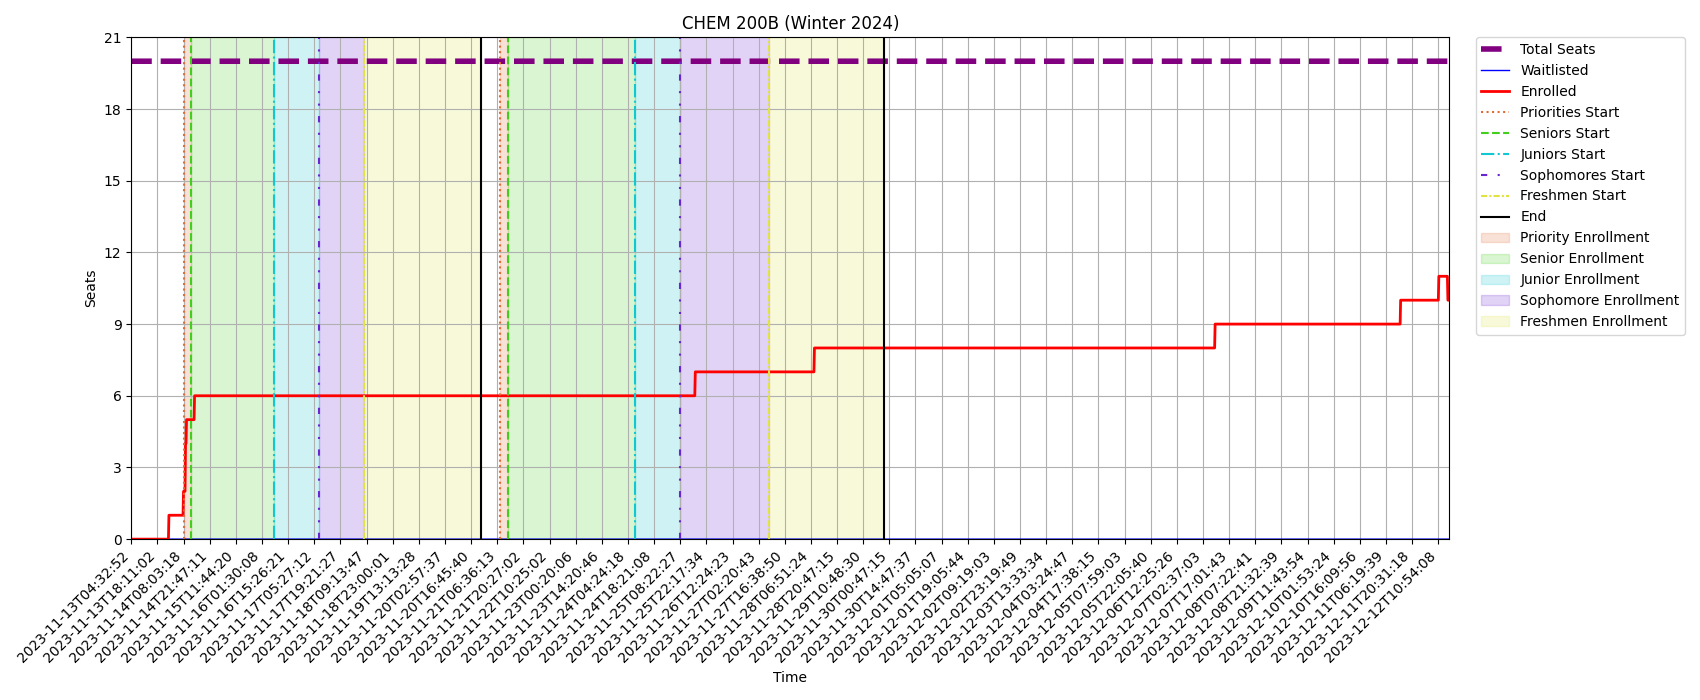 CHEM 200B (Winter 2024)
21
18
15
12
9
6
3
0
Seats
2023-11-13T04:32:52
2023-11-13T18:11:02
2023-11-14T08:03:18
2023-11-14T21:47:11
2023-11-15T11:44:20
2023-11-16T01:30:09
2023-11-16T15:26:21
2023-11-17T05:27:12
2023-11-17T19:21:27
2023-11-18T09:13:47
2023-11-18T23:00:01
2023-11-19T13:13:28
2023-11-20T02:57:37
2023-11-20T16:45:40
2023-11-21T06:36:13
2023-11-21T20:27:02
2023-11-22T10:25:02
2023-11-23T00:20:06
2023-11-23T14:20:46
2023-11-24T04:24:18
2023-11-24T18:21:09
2023-11-25T08:22:27
2023-11-25T22:17:34
2023-11-26T12:24:23
2023-11-27T02:20:43
2023-11-27T16:38:50
2023-11-28T06:51:24
2023-11-28T20:47:15
2023-11-29T10:48:30
2023-11-30T00:47:15
2023-11-30T14:47:37
2023-12-01T05:05:07
2023-12-01T19:05:44
2023-12-02T09:19:03
2023-12-02T23:19:49
2023-12-03T13:33:34
2023-12-04T03:24:47
2023-12-04T17:38:15
2023-12-05T07:59:03
2023-12-05T22:05:40
2023-12-06T12:25:26
2023-12-07T02:37:03
2023-12-07T17:01:43
2023-12-08T07:22:41
2023-12-08T21:32:39
2023-12-09T11:43:54
2023-12-10T01:53:24
2023-12-10T16:09:56
2023-12-11T06:19:39
2023-12-11T20:31:18
2023-12-12T10:54:08
Time
Total Seats
Waitlisted
Enrolled
Priorities Start
Seniors Start
Juniors Start
Sophomores Start
Freshmen Start
End
Priority Enrollment
Senior Enrollment
Junior Enrollment
Sophomore Enrollment
Freshmen Enrollment